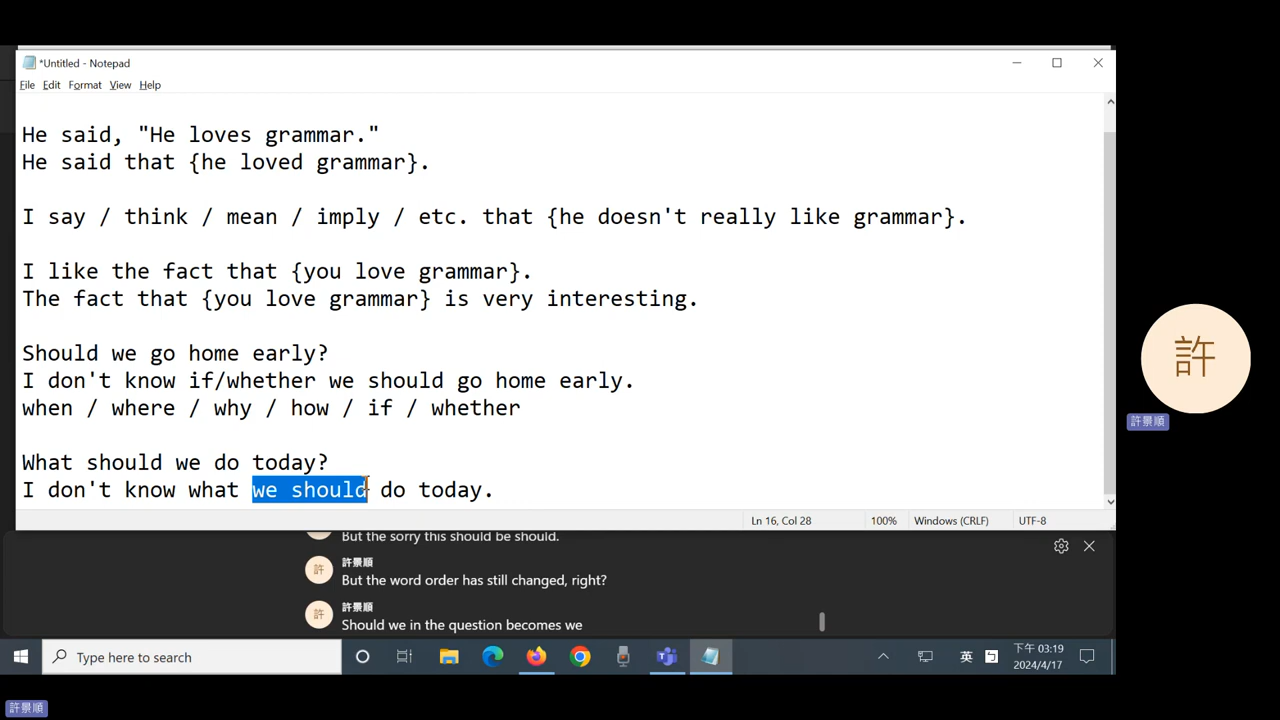 *Untitled - Notepad
File Edit Format View Help
He said, "He loves grammar."
He said that {he loved grammar}.
I say / think / mean / imply / etc. that {he doesn't really like grammar}.
I like the fact that {you love grammar}.
The fact that {you love grammar} is very interesting.
Should we go home early?
I don't know if/whether we should go home early.
when / where / why / how / if / whether
What should we do today?
I don't know what we should do today.
Ln 16, Col 28 100% Windows (CRLF) UTF-8
許
許景順
But the sorry this should be should.
許
許景順
But the word order has still changed, right?
許
許景順
Should we in the question becomes we
Type here to search
英
下午 03:19
2024/4/17
許景順